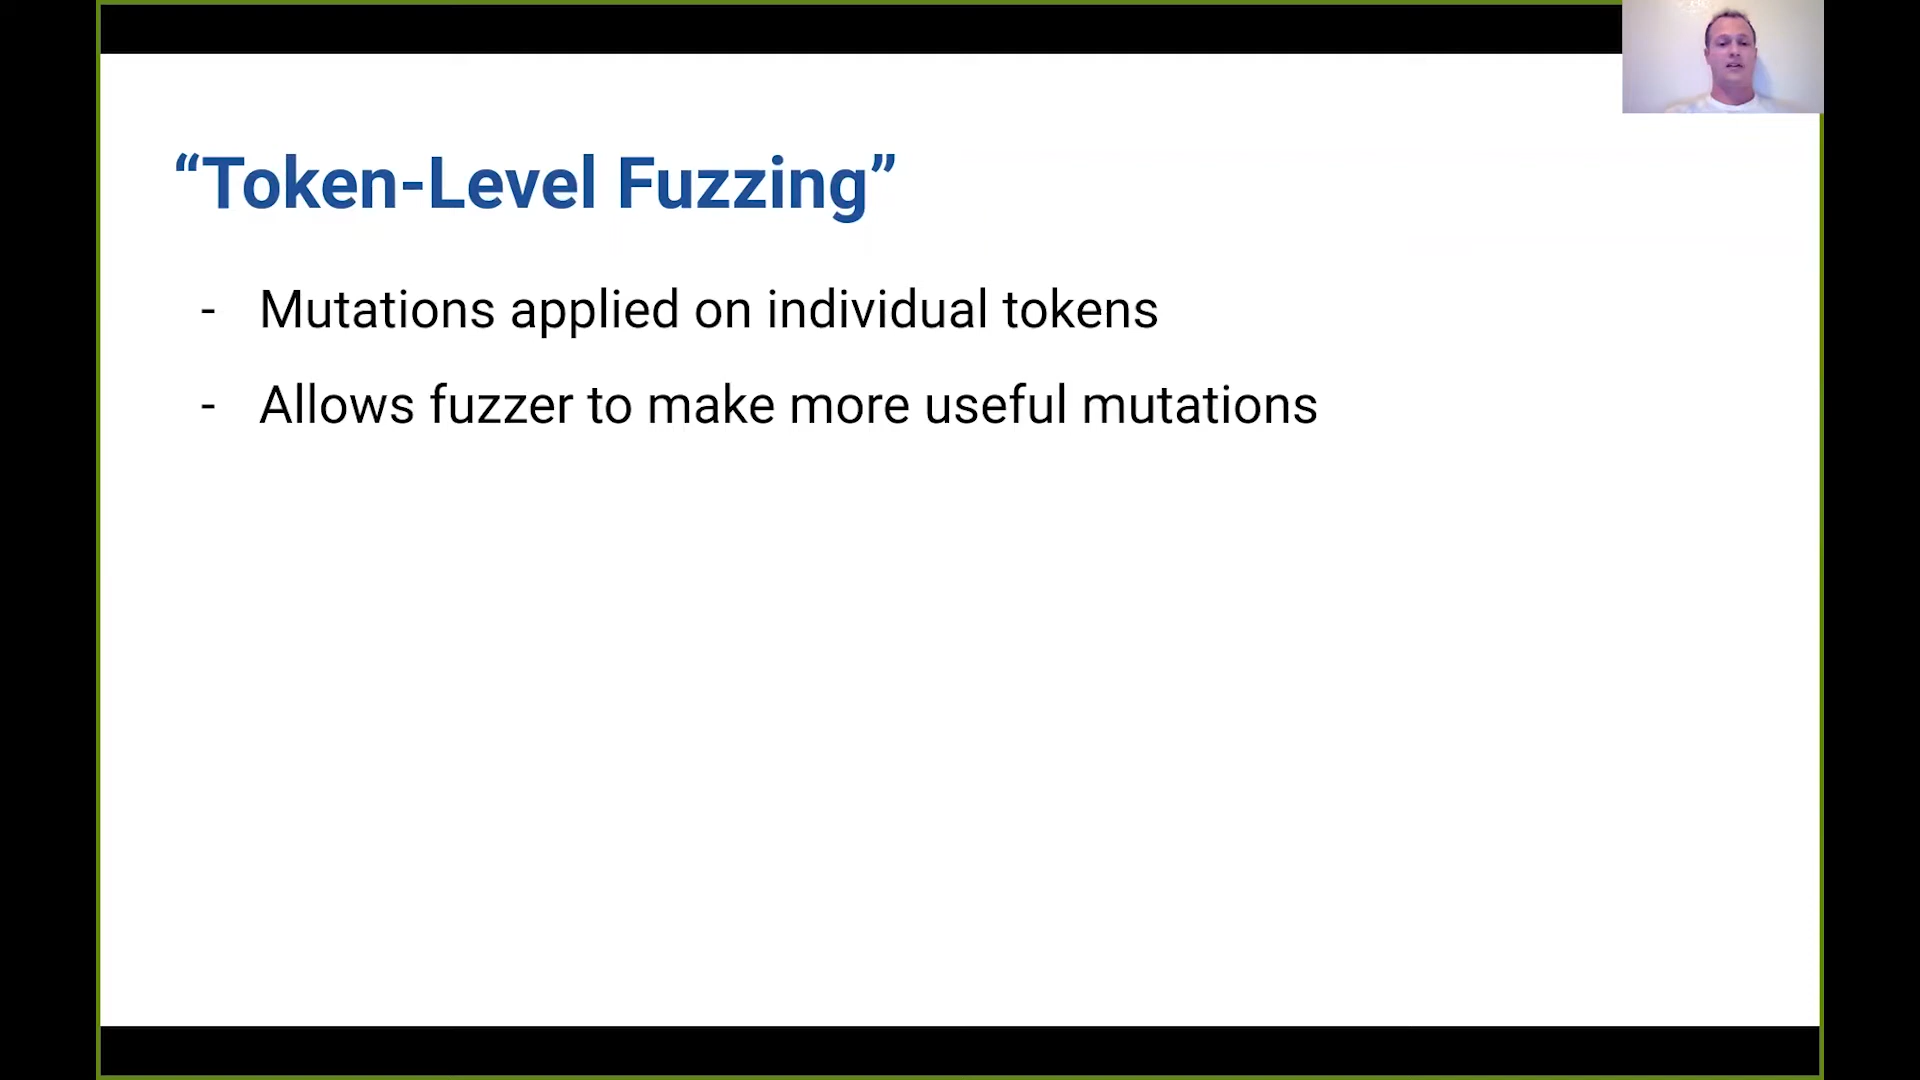 “Token-Level Fuzzing”
- Mutations applied on individual tokens
- Allows fuzzer to make more useful mutations